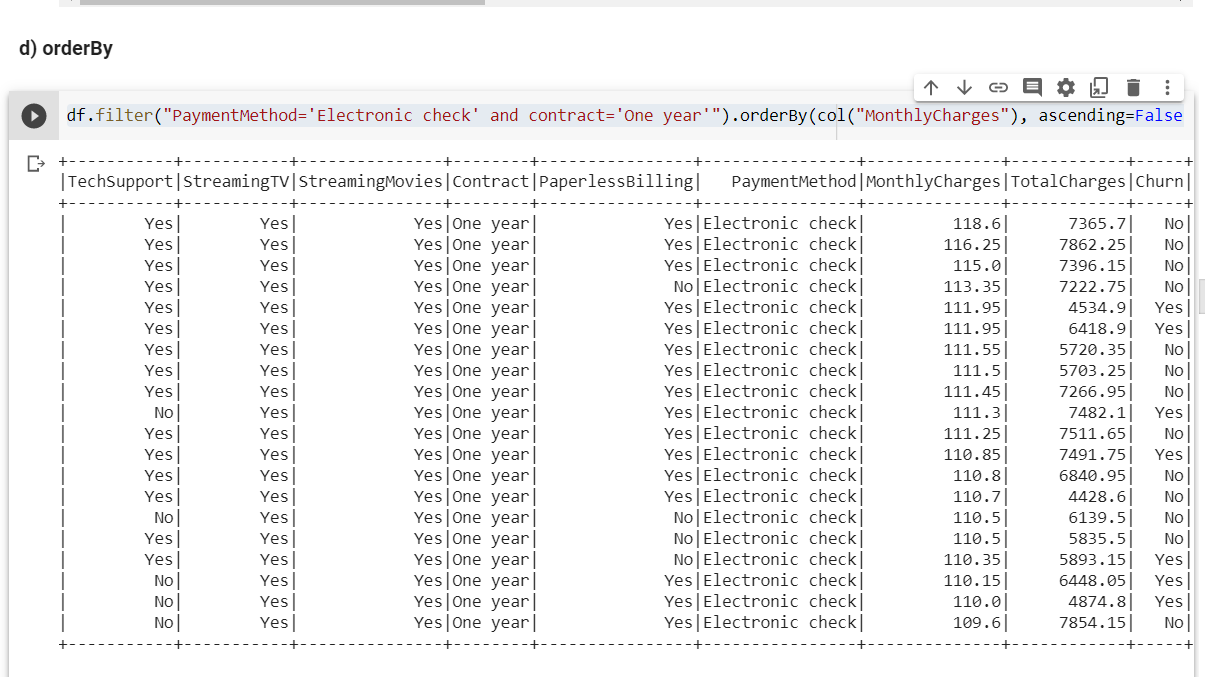 d) orderBy
df.filter("PaymentMethod='Electronic check' and contract='One year'").orderBy(col("MonthlyCharges"), ascending=False
+-----------+-----------+---------------+--------+----------------+----------------+--------------+------------+-----+
|TechSupport|StreamingTV|StreamingMovies|Contract|PaperlessBilling|   PaymentMethod|MonthlyCharges|TotalCharges|Churn|
+-----------+-----------+---------------+--------+----------------+----------------+--------------+------------+-----+
|        Yes|        Yes|            Yes|One year|             Yes|Electronic check|         118.6|      7365.7|   No|
|        Yes|        Yes|            Yes|One year|             Yes|Electronic check|        116.25|     7862.25|   No|
|        Yes|        Yes|            Yes|One year|             Yes|Electronic check|         115.0|     7396.15|   No|
|        Yes|        Yes|            Yes|One year|              No|Electronic check|        113.35|     7222.75|   No|
|        Yes|        Yes|            Yes|One year|             Yes|Electronic check|        111.95|      4534.9|  Yes|
|        Yes|        Yes|            Yes|One year|             Yes|Electronic check|        111.95|      6418.9|  Yes|
|        Yes|        Yes|            Yes|One year|             Yes|Electronic check|        111.55|     5720.35|   No|
|        Yes|        Yes|            Yes|One year|             Yes|Electronic check|         111.5|     5703.25|   No|
|        Yes|        Yes|            Yes|One year|             Yes|Electronic check|        111.45|     7266.95|   No|
|         No|        Yes|            Yes|One year|             Yes|Electronic check|         111.3|      7482.1|  Yes|
|        Yes|        Yes|            Yes|One year|             Yes|Electronic check|        111.25|     7511.65|   No|
|        Yes|        Yes|            Yes|One year|             Yes|Electronic check|        110.85|     7491.75|  Yes|
|        Yes|        Yes|            Yes|One year|             Yes|Electronic check|         110.8|     6840.95|   No|
|        Yes|        Yes|            Yes|One year|             Yes|Electronic check|         110.7|      4428.6|   No|
|         No|        Yes|            Yes|One year|              No|Electronic check|         110.5|      6139.5|   No|
|        Yes|        Yes|            Yes|One year|              No|Electronic check|         110.5|      5835.5|   No|
|        Yes|        Yes|            Yes|One year|              No|Electronic check|        110.35|     5893.15|  Yes|
|         No|        Yes|            Yes|One year|             Yes|Electronic check|        110.15|     6448.05|  Yes|
|         No|        Yes|            Yes|One year|             Yes|Electronic check|         110.0|      4874.8|  Yes|
|         No|        Yes|            Yes|One year|             Yes|Electronic check|         109.6|     7854.15|   No|
+-----------+-----------+---------------+--------+----------------+----------------+--------------+------------+-----+